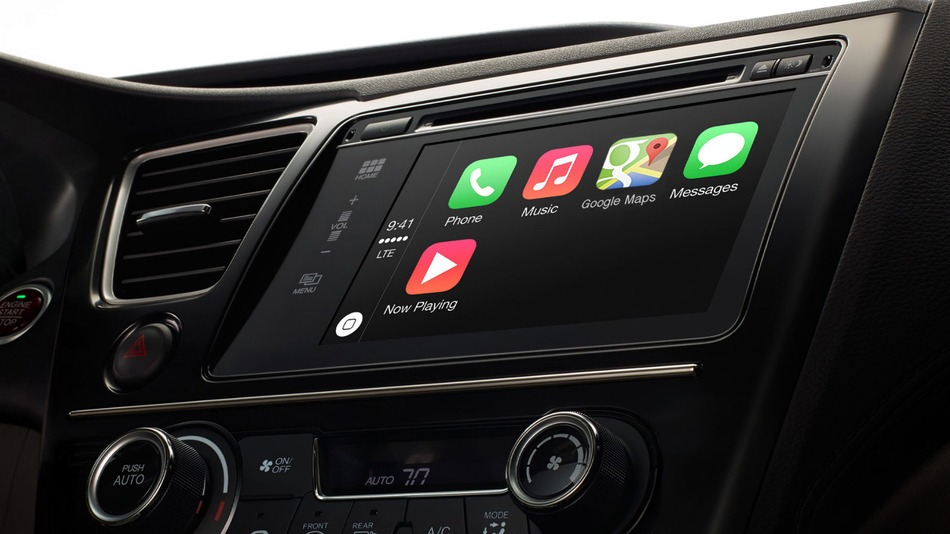 HOME
+
VOL
−
MENU
9:41
LTE
Phone
Music
Google Maps
Messages
Now Playing
ENGINE
START
STOP
PUSH
AUTO
ON/
OFF
AUTO 70
FRONT
REAR
A/C
MODE